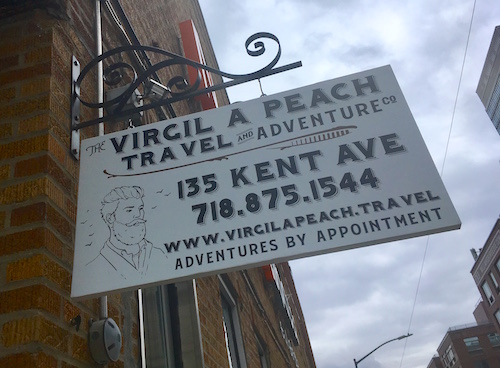 THE VIRGIL A PEACH
TRAVEL AND ADVENTURE CO
135 KENT AVE
718.875.1544
WWW.VIRGILAPEACH.TRAVEL
ADVENTURES BY APPOINTMENT